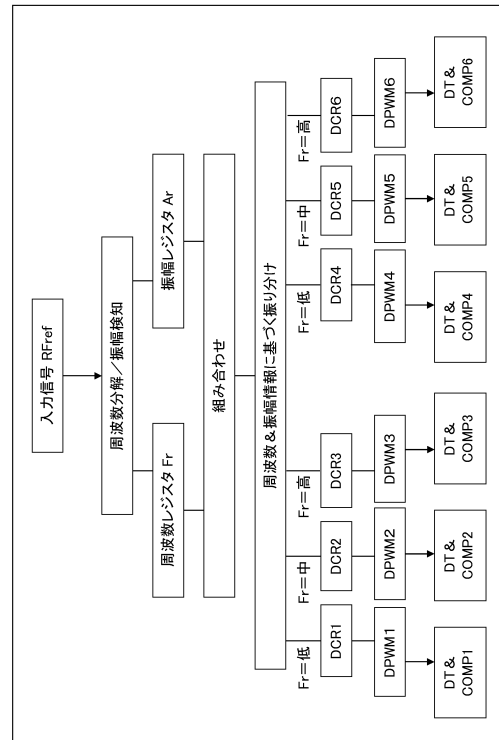 入力信号 RFref
周波数分解／振幅検知
周波数レジスタ Fr
振幅レジスタ Ar
組み合わせ
周波数&振幅情報に基づく振り分け
Fr=低
Fr=中
Fr=高
Fr=低
Fr=中
Fr=高
DCR1
DCR2
DCR3
DCR4
DCR5
DCR6
DPWM1
DPWM2
DPWM3
DPWM4
DPWM5
DPWM6
DT&
COMP1
DT&
COMP2
DT&
COMP3
DT&
COMP4
DT&
COMP5
DT&
COMP6